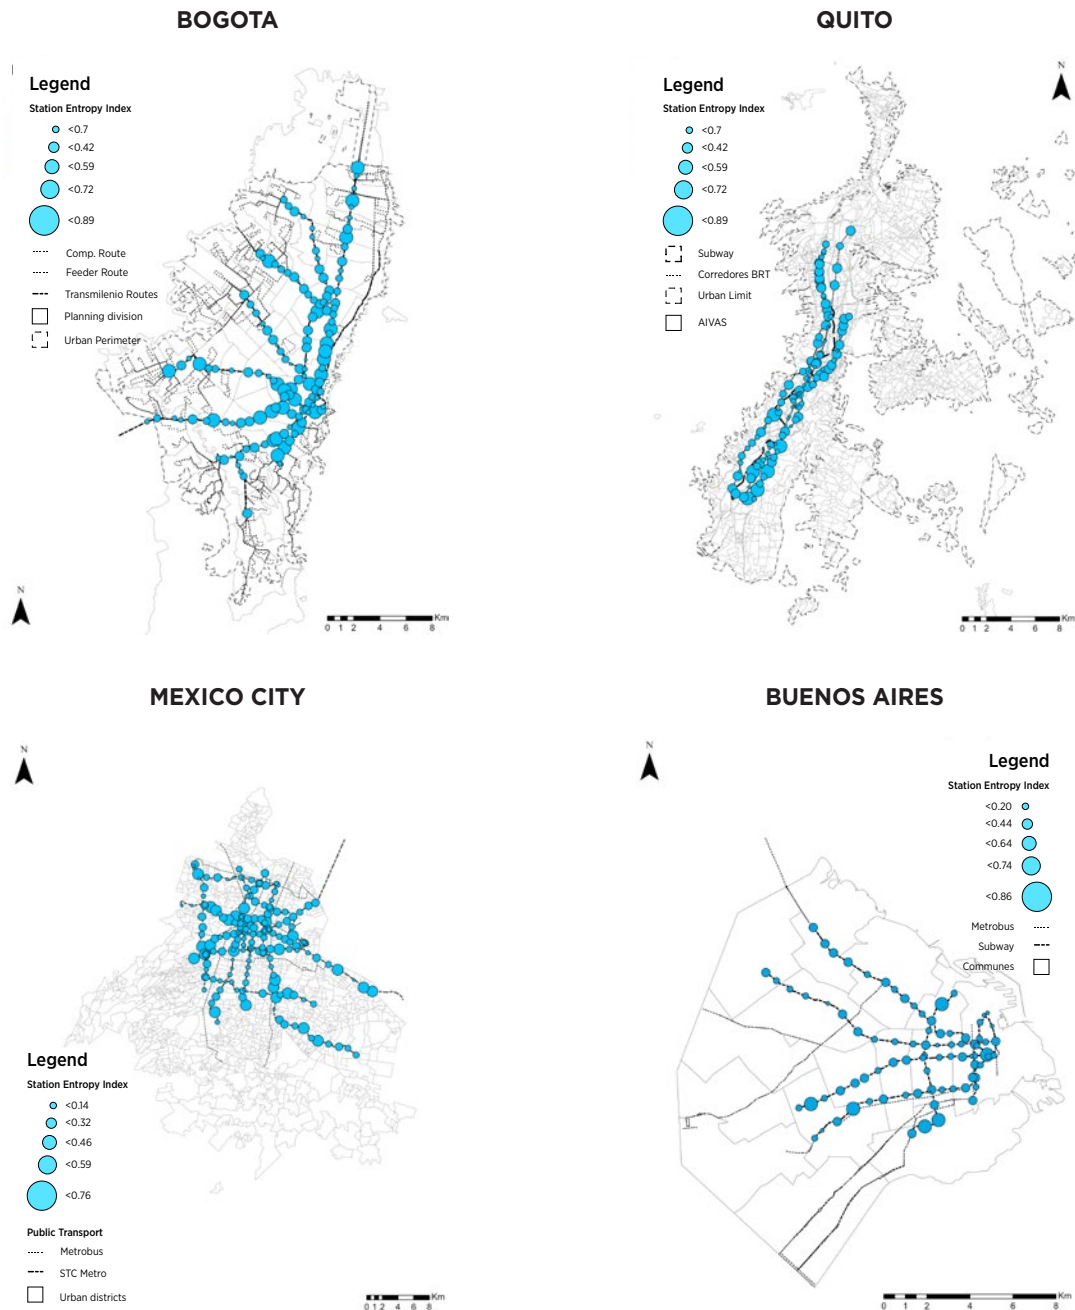 BOGOTA
Legend
Station Entropy Index
<0.7
<0.42
<0.59
<0.72
<0.89
Comp. Route
Feeder Route
Transmilenio Routes
Planning division
Urban Perimeter
N
0 1 2 4 6 8 Km
QUITO
Legend
Station Entropy Index
<0.7
<0.42
<0.59
<0.72
<0.89
Subway
Corredores BRT
Urban Limit
AIVAS
N
0 1 2 4 6 8 Km
MEXICO CITY
N
Legend
Station Entropy Index
<0.14
<0.32
<0.46
<0.59
<0.76
Public Transport
Metrobus
STC Metro
Urban districts
0 1 2 4 6 8 Km
BUENOS AIRES
N
Legend
Station Entropy Index
<0.20
<0.44
<0.64
<0.74
<0.86
Metrobus
Subway
Communes
0 2 4 6 8 Km